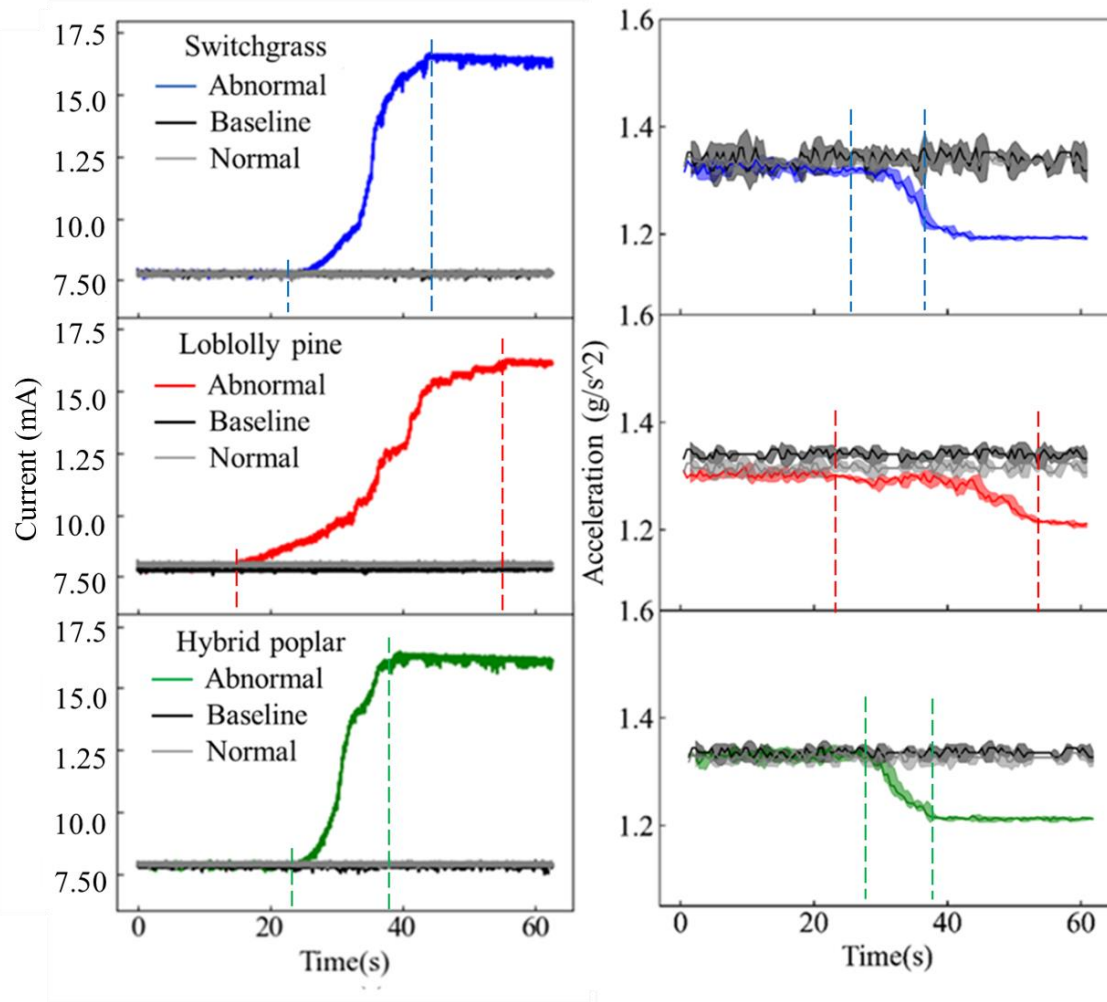 17.5
Switchgrass
Abnormal
15.0
Baseline
1.25
Normal
10.0
7.50
17.5
Loblolly pine
Abnormal
15.0
Baseline
1.25
Normal
10.0
7.50
17.5
Hybrid poplar
Abnormal
15.0
Baseline
1.25
Normal
10.0
7.50
Current (mA)
0 20 40 60
Time(s)
1.6
1.4
1.2
1.6
1.4
1.2
1.6
1.4
1.2
Acceleration (g/s^2)
0 20 40 60
Time(s)